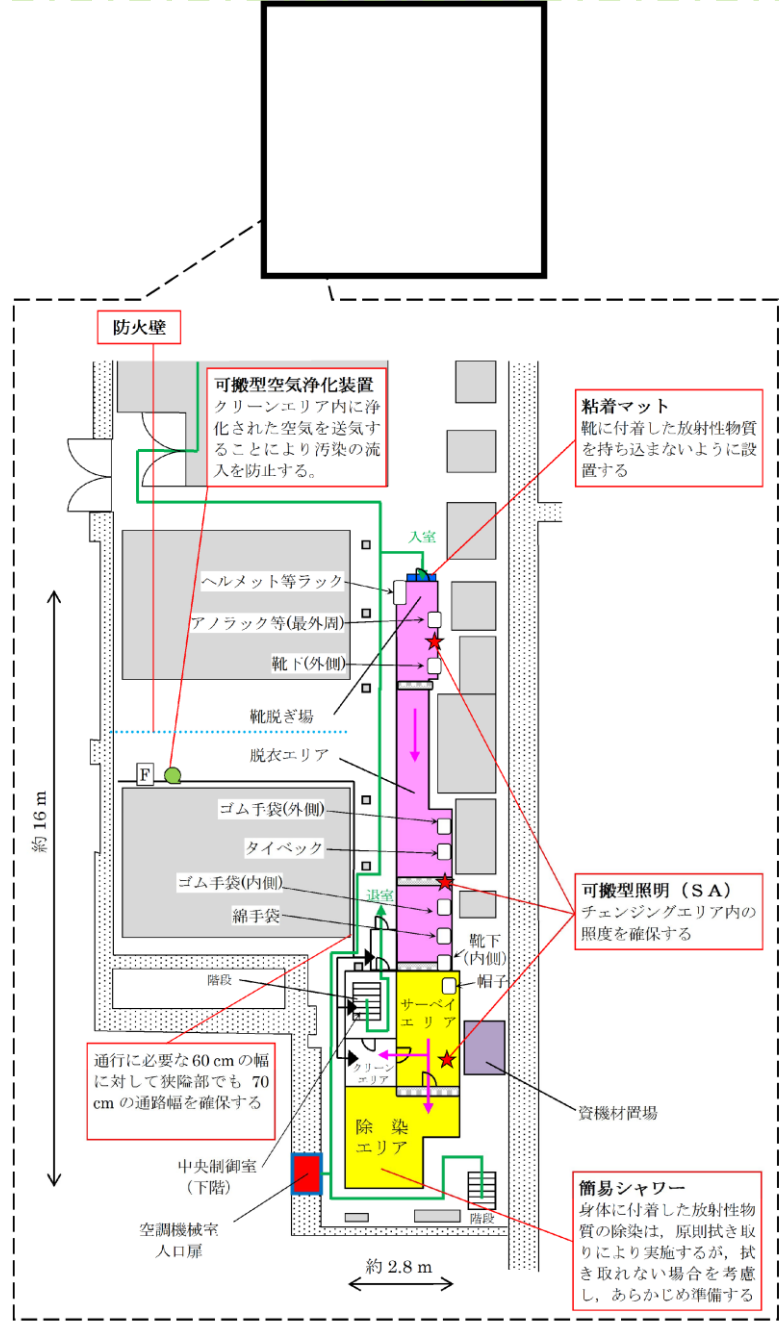 防火壁
可搬型空気浄化装置
クリーンエリア内に浄
化された空気を送気す
ることにより汚染の流
入を防止する。
粘着マット
靴に付着した放射性物質
を持ち込まないように設
置する
入室
ヘルメット等ラック
アノラック等(最外周)
靴下(外側)
靴脱ぎ場
脱衣エリア
F
ゴム手袋(外側)
タイベック
ゴム手袋(内側)
退室
綿手袋
靴下
(内側)
帽子
約 16 m
可搬型照明（ＳＡ）
チェンジングエリア内の
照度を確保する
階段
サーベイ
エリア
クリーン
エリア
通行に必要な 60 cm の幅
に対して狭隘部でも 70
cm の通路幅を確保する
資機材置場
除 染
エリア
中央制御室
(下階)
空調機械室
人口扉
階段
約 2.8 m
簡易シャワー
身体に付着した放射性物
質の除染は，原則拭き取
りにより実施するが，拭
き取れない場合を考慮
し，あらかじめ準備する